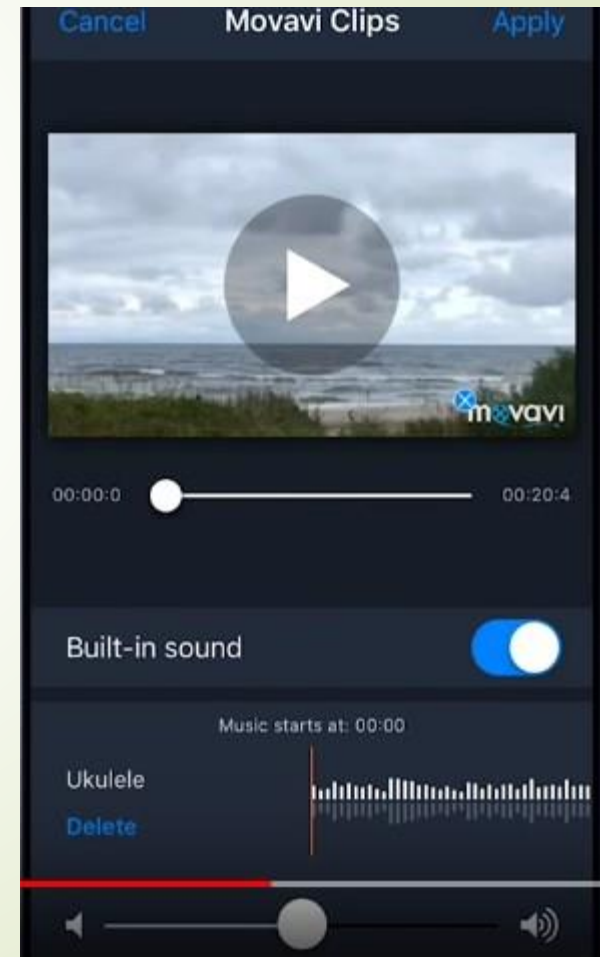 Cancel Movavi Clips Apply
movavi
00:00:0 00:20:4
Built-in sound
Music starts at: 00:00
Ukulele
Delete